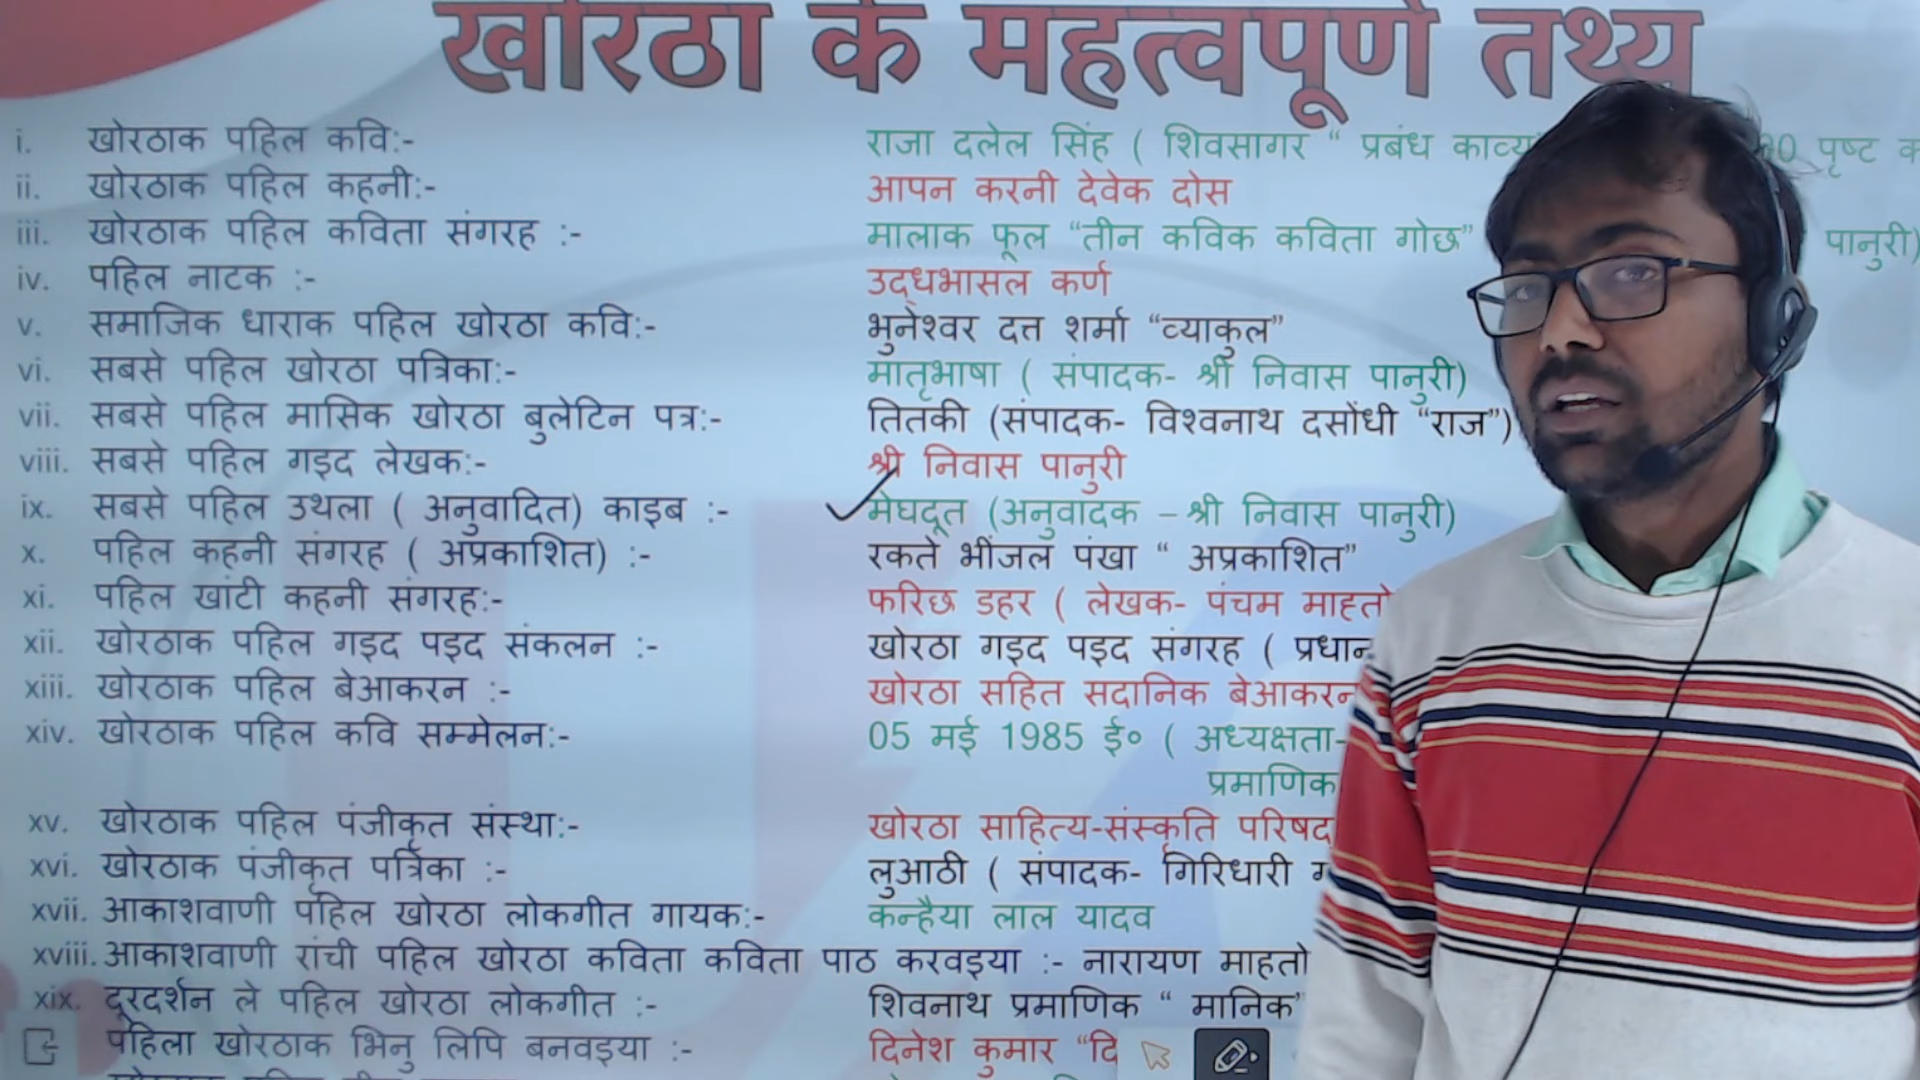 खोरठा के महत्वपूर्ण तथ्य
i. खोरठाक पहिल कवि:- राजा दलेल सिंह ( शिवसागर “ प्रबंध काव्य पृष्ट
ii. खोरठाक पहिल कहनी:- आपन करनी देवेक दोस
iii. खोरठाक पहिल कविता संगरह :- मालाक फूल “तीन कविक कविता गोछ” पानुरी)
iv. पहिल नाटक :- उद्धभासल कर्ण
v. समाजिक धाराक पहिल खोरठा कवि:- भुनेश्वर दत्त शर्मा “व्याकुल”
vi. सबसे पहिल खोरठा पत्रिका:- मातृभाषा ( संपादक- श्री निवास पानुरी)
vii. सबसे पहिल मासिक खोरठा बुलेटिन पत्र:- तितकी (संपादक- विश्वनाथ दसोंधी “राज”)
viii. सबसे पहिल गइद लेखक:- श्री निवास पानुरी
ix. सबसे पहिल उथला ( अनुवादित) काइब :- मेघदूत (अनुवादक – श्री निवास पानुरी)
x. पहिल कहनी संगरह ( अप्रकाशित) :- रकतें भींजल पंखा “ अप्रकाशित”
xi. पहिल खांटी कहनी संगरह:- फरिछ डहर ( लेखक- पंचम माहतो
xii. खोरठाक पहिल गइद पइद संकलन :- खोरठा गइद पइद संगरह ( प्रधान
xiii. खोरठाक पहिल बेआकरन :- खोरठा सहित सदानिक बेआकरन
xiv. खोरठाक पहिल कवि सम्मेलन:- 05 मई 1985 ई० ( अध्यक्षता-
प्रमाणिक
xv. खोरठाक पहिल पंजीकृत संस्था:- खोरठा साहित्य-संस्कृति परिषद
xvi. खोरठाक पंजीकृत पत्रिका :- लुआठी ( संपादक- गिरिधारी
xvii. आकाशवाणी पहिल खोरठा लोकगीत गायक:- कन्हैया लाल यादव
xviii. आकाशवाणी रांची पहिल खोरठा कविता कविता पाठ करवइया :- नारायण माहतो
xix. दूरदर्शन ले पहिल खोरठा लोकगीत :- शिवनाथ प्रमाणिक “ मानिक”
पहिला खोरठाक भिनु लिपि बनवइया :- दिनेश कुमार “दि